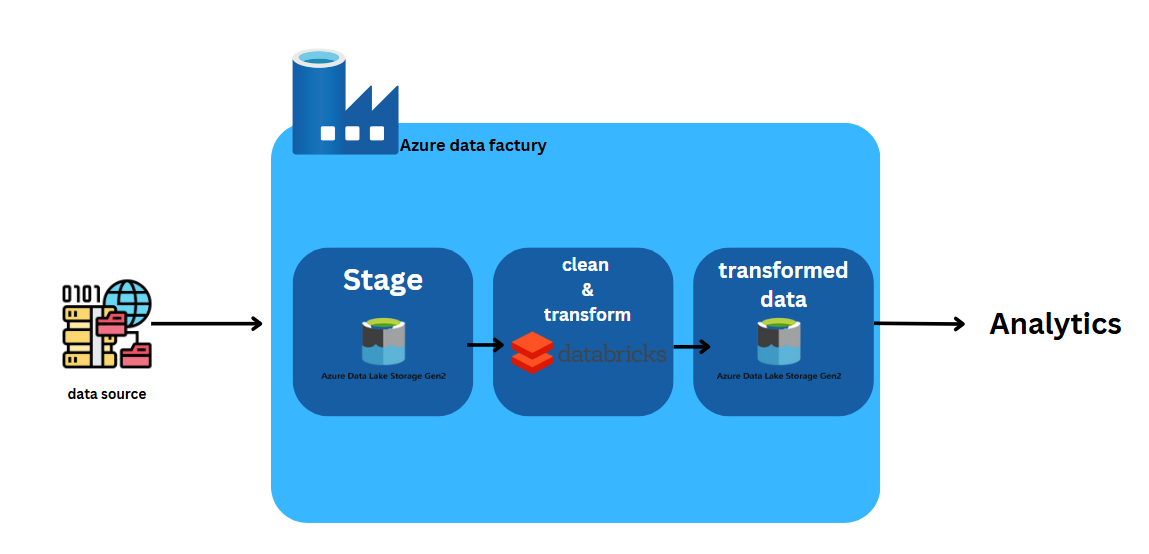 Azure data factory
Stage
Azure Data Lake Storage Gen2
clean
&
transform
databricks
transformed
data
Azure Data Lake Storage Gen2
0101
data source
Analytics